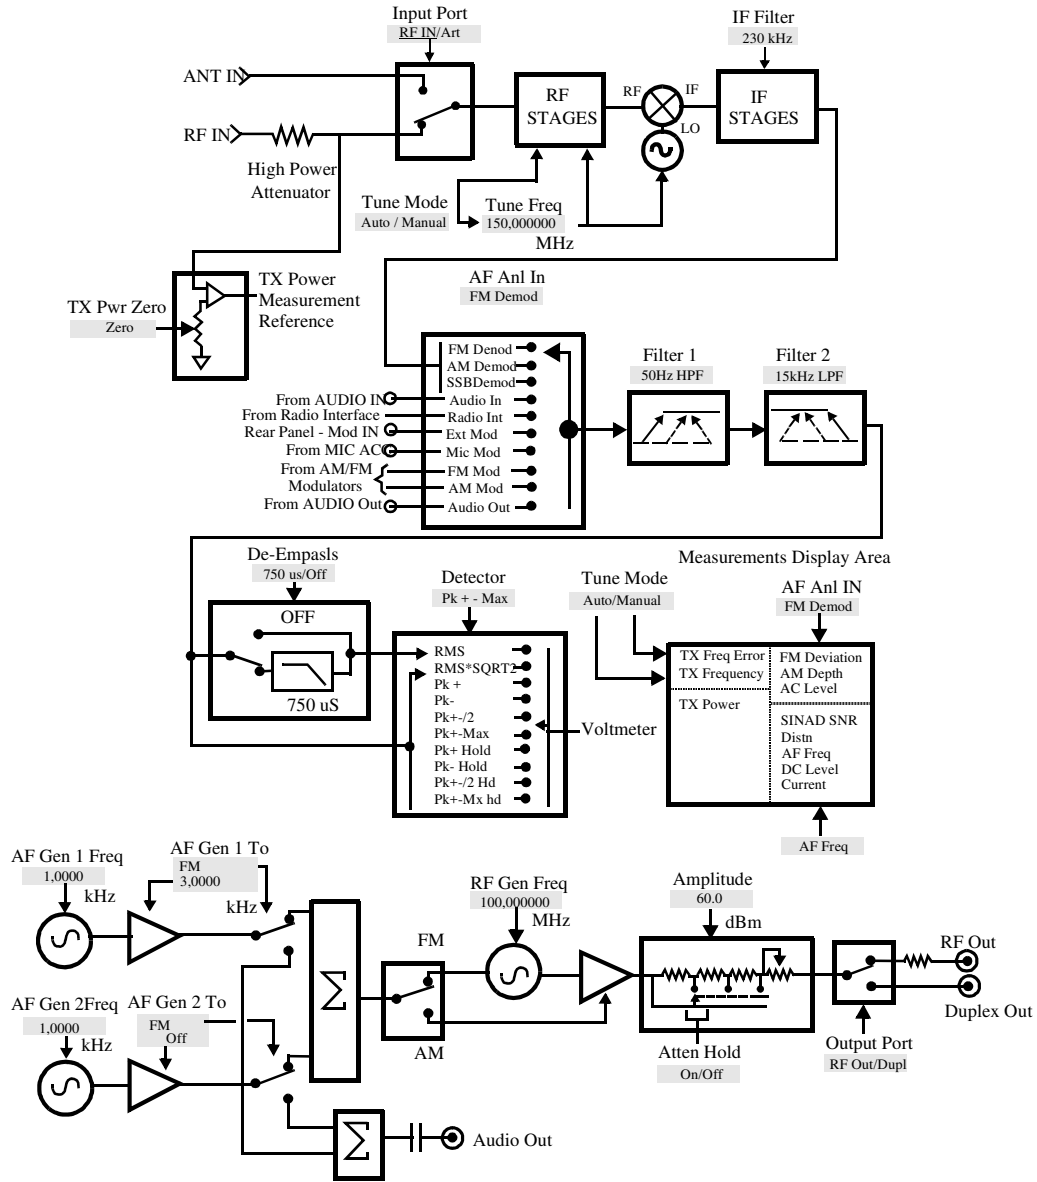 Input Port
RF IN/Art
IF Filter
230 kHz
ANT IN
RF IN
High Power
Attenuator
RF
STAGES
RF
IF
LO
IF
STAGES
Tune Mode
Auto / Manual
Tune Freq
150,000000
MHz
TX Pwr Zero
Zero
TX Power
Measurement
Reference
AF Anl In
FM Demod
FM Denod
AM Demod
SSBDemod
Audio In
Radio Int
Ext Mod
Mic Mod
FM Mod
AM Mod
Audio Out
From AUDIO IN
From Radio Interface
Rear Panel - Mod IN
From MIC ACC
From AM/FM
Modulators
From AUDIO Out
Filter 1
50Hz HPF
Filter 2
15kHz LPF
De-Empasls
750 us/Off
OFF
750 uS
Detector
Pk + - Max
RMS
RMS*SQRT2
Pk +
Pk-
Pk+-/2
Pk+-Max
Pk+ Hold
Pk- Hold
Pk+-/2 Hd
Pk+-Mx hd
Voltmeter
Measurements Display Area
Tune Mode
Auto/Manual
AF Anl IN
FM Demod
TX Freq Error
TX Frequency
TX Power
FM Deviation
AM Depth
AC Level
SINAD SNR
Distn
AF Freq
DC Level
Current
AF Freq
AF Gen 1 Freq
1,0000
kHz
AF Gen 1 To
FM
3,0000
kHz
AF Gen 2Freq
1,0000
kHz
AF Gen 2 To
FM
Off
Σ
Σ
Audio Out
FM
AM
RF Gen Freq
100,000000
MHz
Amplitude
60.0
dBm
Atten Hold
On/Off
Output Port
RF Out/Dupl
RF Out
Duplex Out